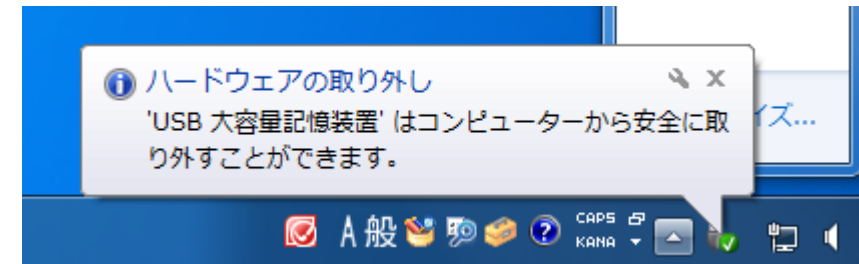 ハードウェアの取り外し
'USB 大容量記憶装置' はコンピューターから安全に取
り外すことができます。
イズ...
A 般 CAPS
KANA